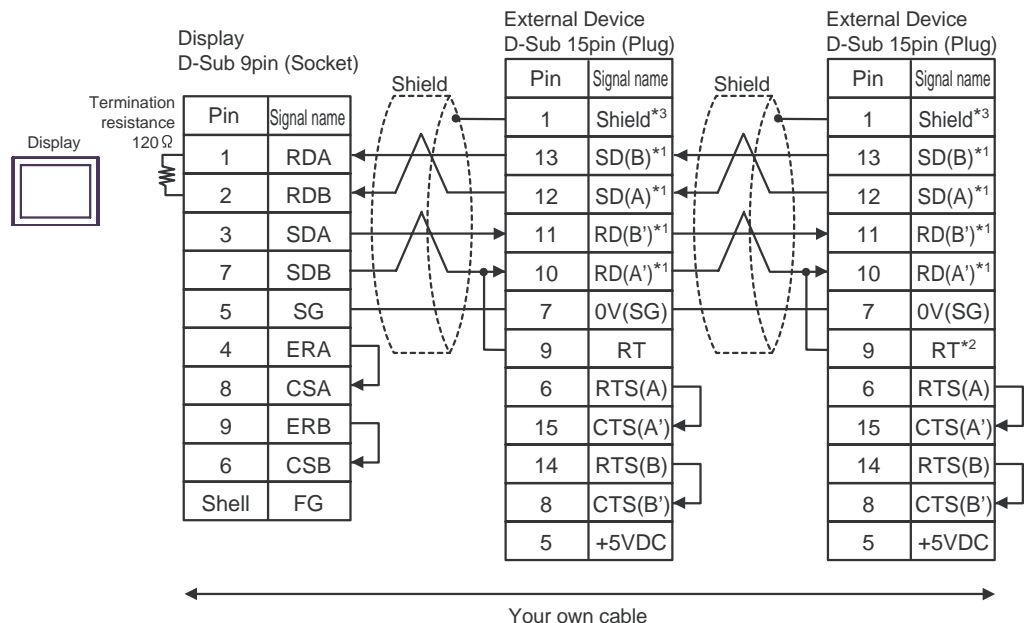 Display
D-Sub 9pin (Socket)
External Device
D-Sub 15pin (Plug)
External Device
D-Sub 15pin (Plug)
Display
Termination
resistance
120 Ω
Shield
Shield
Pin Signal name
1 RDA
2 RDB
3 SDA
7 SDB
5 SG
4 ERA
8 CSA
9 ERB
6 CSB
Shell FG
Pin Signal name
1 Shield*3
13 SD(B)*1
12 SD(A)*1
11 RD(B’)*1
10 RD(A’)*1
7 0V(SG)
9 RT
6 RTS(A)
15 CTS(A’)
14 RTS(B)
8 CTS(B’)
5 +5VDC
Pin Signal name
1 Shield*3
13 SD(B)*1
12 SD(A)*1
11 RD(B’)*1
10 RD(A’)*1
7 0V(SG)
9 RT*2
6 RTS(A)
15 CTS(A’)
14 RTS(B)
8 CTS(B’)
5 +5VDC
Your own cable